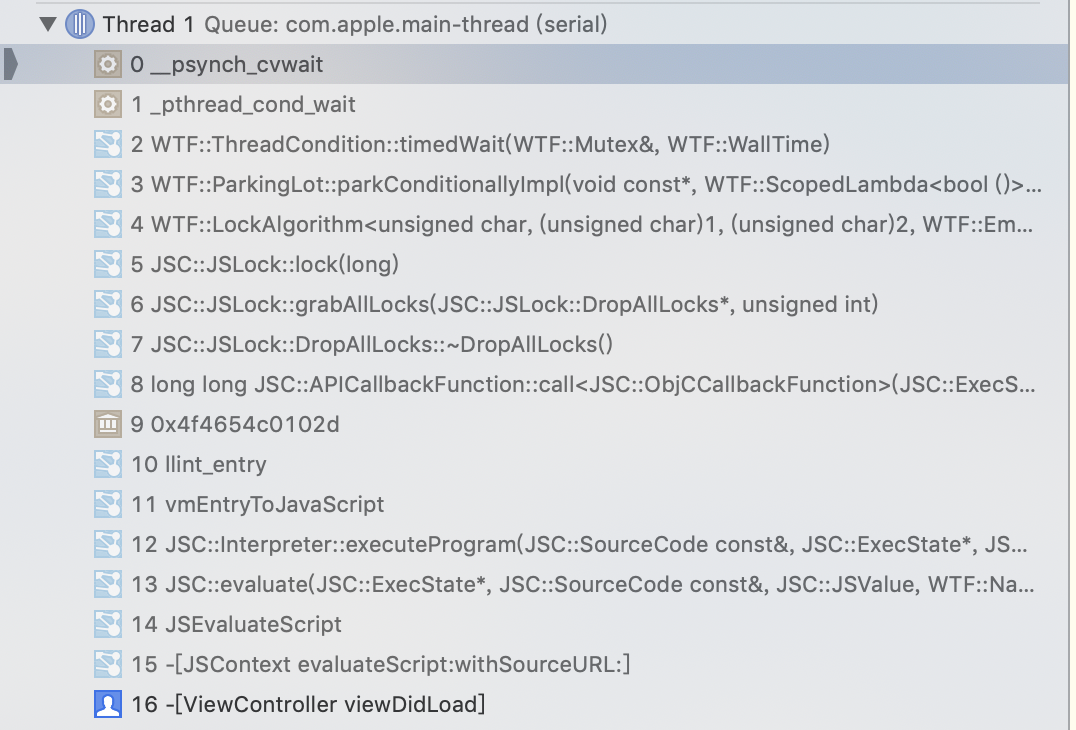 Thread 1 Queue: com.apple.main-thread (serial)
0 __psynch_cvwait
1 _pthread_cond_wait
2 WTF::ThreadCondition::timedWait(WTF::Mutex&, WTF::WallTime)
3 WTF::ParkingLot::parkConditionallyImpl(void const*, WTF::ScopedLambda<bool ()>...
4 WTF::LockAlgorithm<unsigned char, (unsigned char)1, (unsigned char)2, WTF::Em...
5 JSC::JSLock::lock(long)
6 JSC::JSLock::grabAllLocks(JSC::JSLock::DropAllLocks*, unsigned int)
7 JSC::JSLock::DropAllLocks::~DropAllLocks()
8 long long JSC::APICallbackFunction::call<JSC::ObjCCallbackFunction>(JSC::ExecS...
9 0x4f4654c0102d
10 llint_entry
11 vmEntryToJavaScript
12 JSC::Interpreter::executeProgram(JSC::SourceCode const&, JSC::ExecState*, JS...
13 JSC::evaluate(JSC::ExecState*, JSC::SourceCode const&, JSC::JSValue, WTF::Na...
14 JSEvaluateScript
15 -[JSContext evaluateScript:withSourceURL:]
16 -[ViewController viewDidLoad]